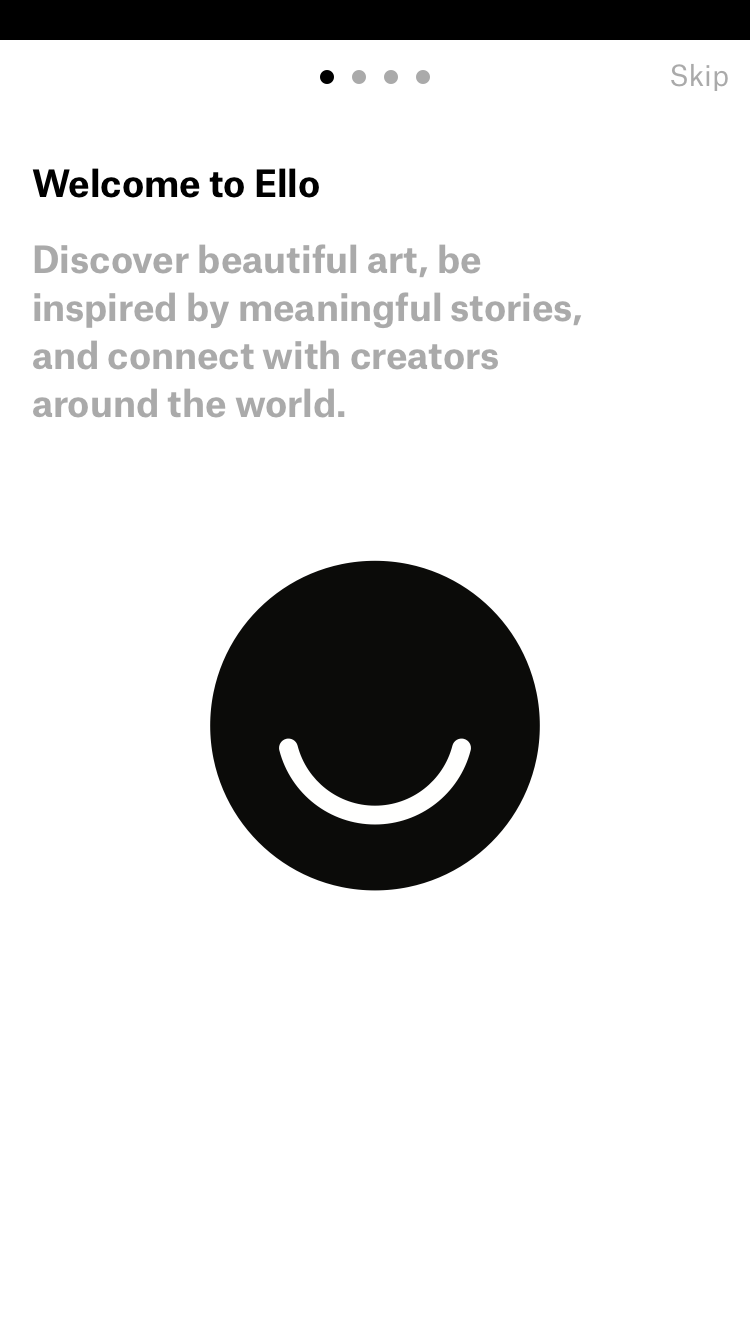 Skip
Welcome to Ello
Discover beautiful art, be
inspired by meaningful stories,
and connect with creators
around the world.